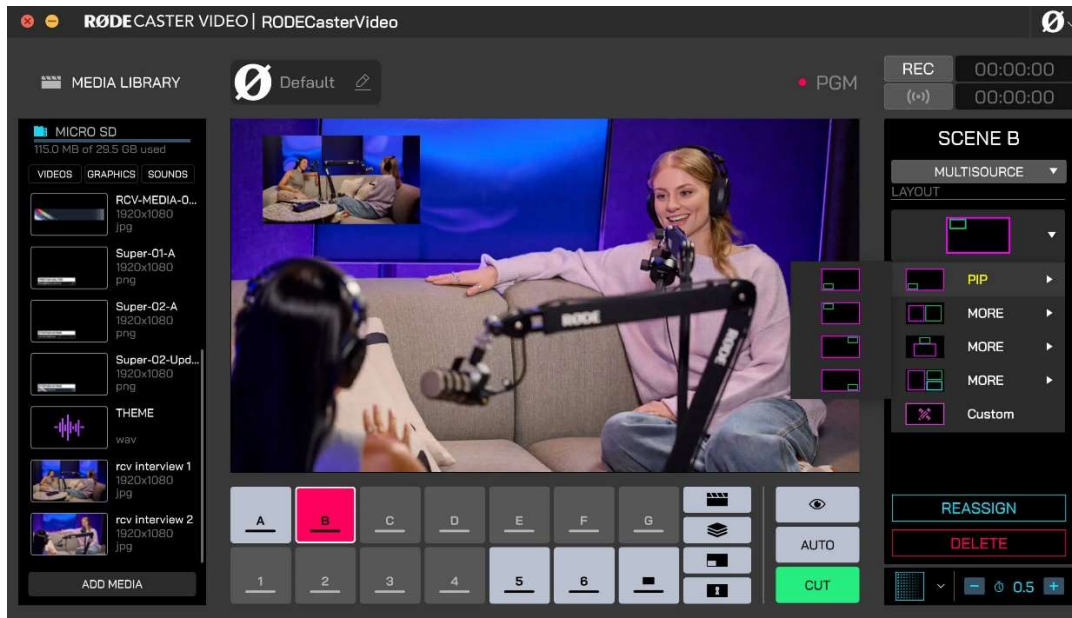 RØDECASTER VIDEO | RODECasterVideo
MEDIA LIBRARY
Default
PGM
REC 00:00:00
00:00:00
MICRO SD
115.0 MB of 29.5 GB used
VIDEOS GRAPHICS SOUNDS
RCV-MEDIA-0...
1920x1080
jpg
Super-01-A
1920x1080
png
Super-02-A
1920x1080
png
Super-02-Upd...
1920x1080
png
THEME
wav
rcv interview 1
1920x1080
jpg
rcv interview 2
1920x1080
jpg
ADD MEDIA
RØDE
RØDE
SCENE B
MULTISOURCE
LAYOUT
PIP
MORE
MORE
MORE
Custom
REASSIGN
DELETE
A B C D E F G
1 2 3 4 5 6
AUTO
CUT
0.5